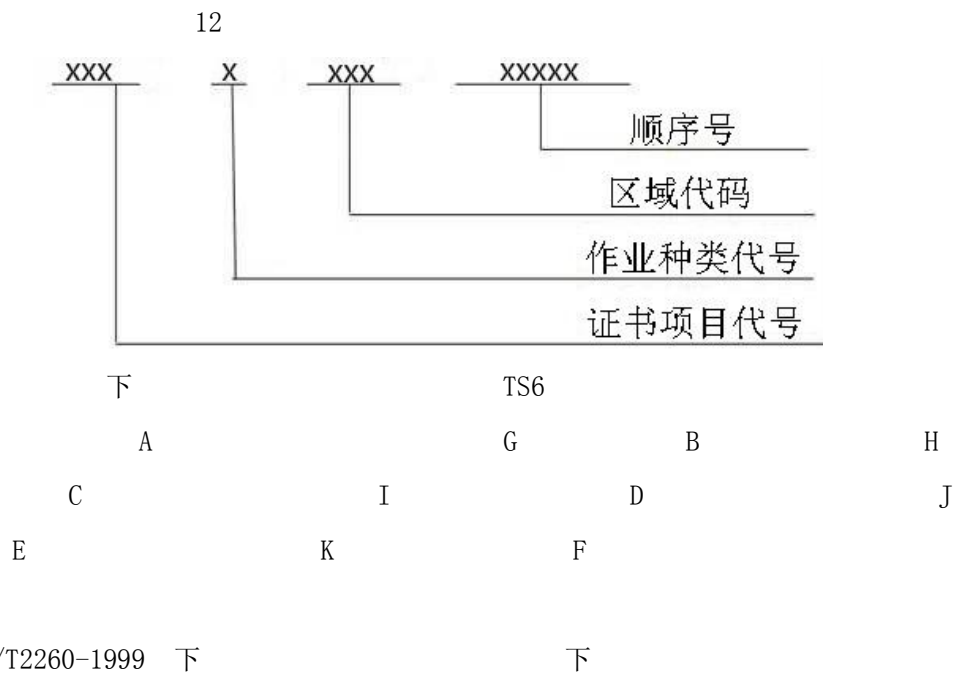 12
XXX X XXX XXXXX
顺序号
区域代码
作业种类代号
证书项目代号
下 TS6
A G B H
C I D J
E K F
/T2260-1999 下 下